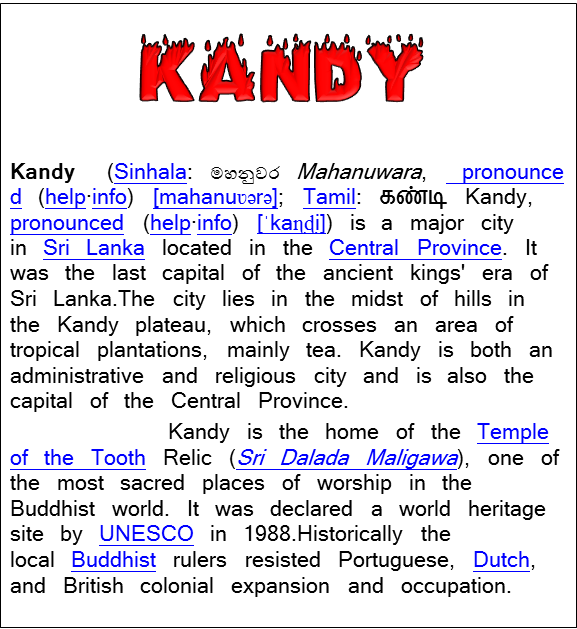 KANDY
Kandy (Sinhala: මහනුවර Mahanuwara, pronounce
d (help·info) [mahanuʋərə]; Tamil: கண்டி Kandy,
pronounced (help·info) [ˈkaɳɖi]) is a major city
in Sri Lanka located in the Central Province. It
was the last capital of the ancient kings' era of
Sri Lanka.The city lies in the midst of hills in
the Kandy plateau, which crosses an area of
tropical plantations, mainly tea. Kandy is both an
administrative and religious city and is also the
capital of the Central Province.
Kandy is the home of the Temple
of the Tooth Relic (Sri Dalada Maligawa), one of
the most sacred places of worship in the
Buddhist world. It was declared a world heritage
site by UNESCO in 1988.Historically the
local Buddhist rulers resisted Portuguese, Dutch,
and British colonial expansion and occupation.